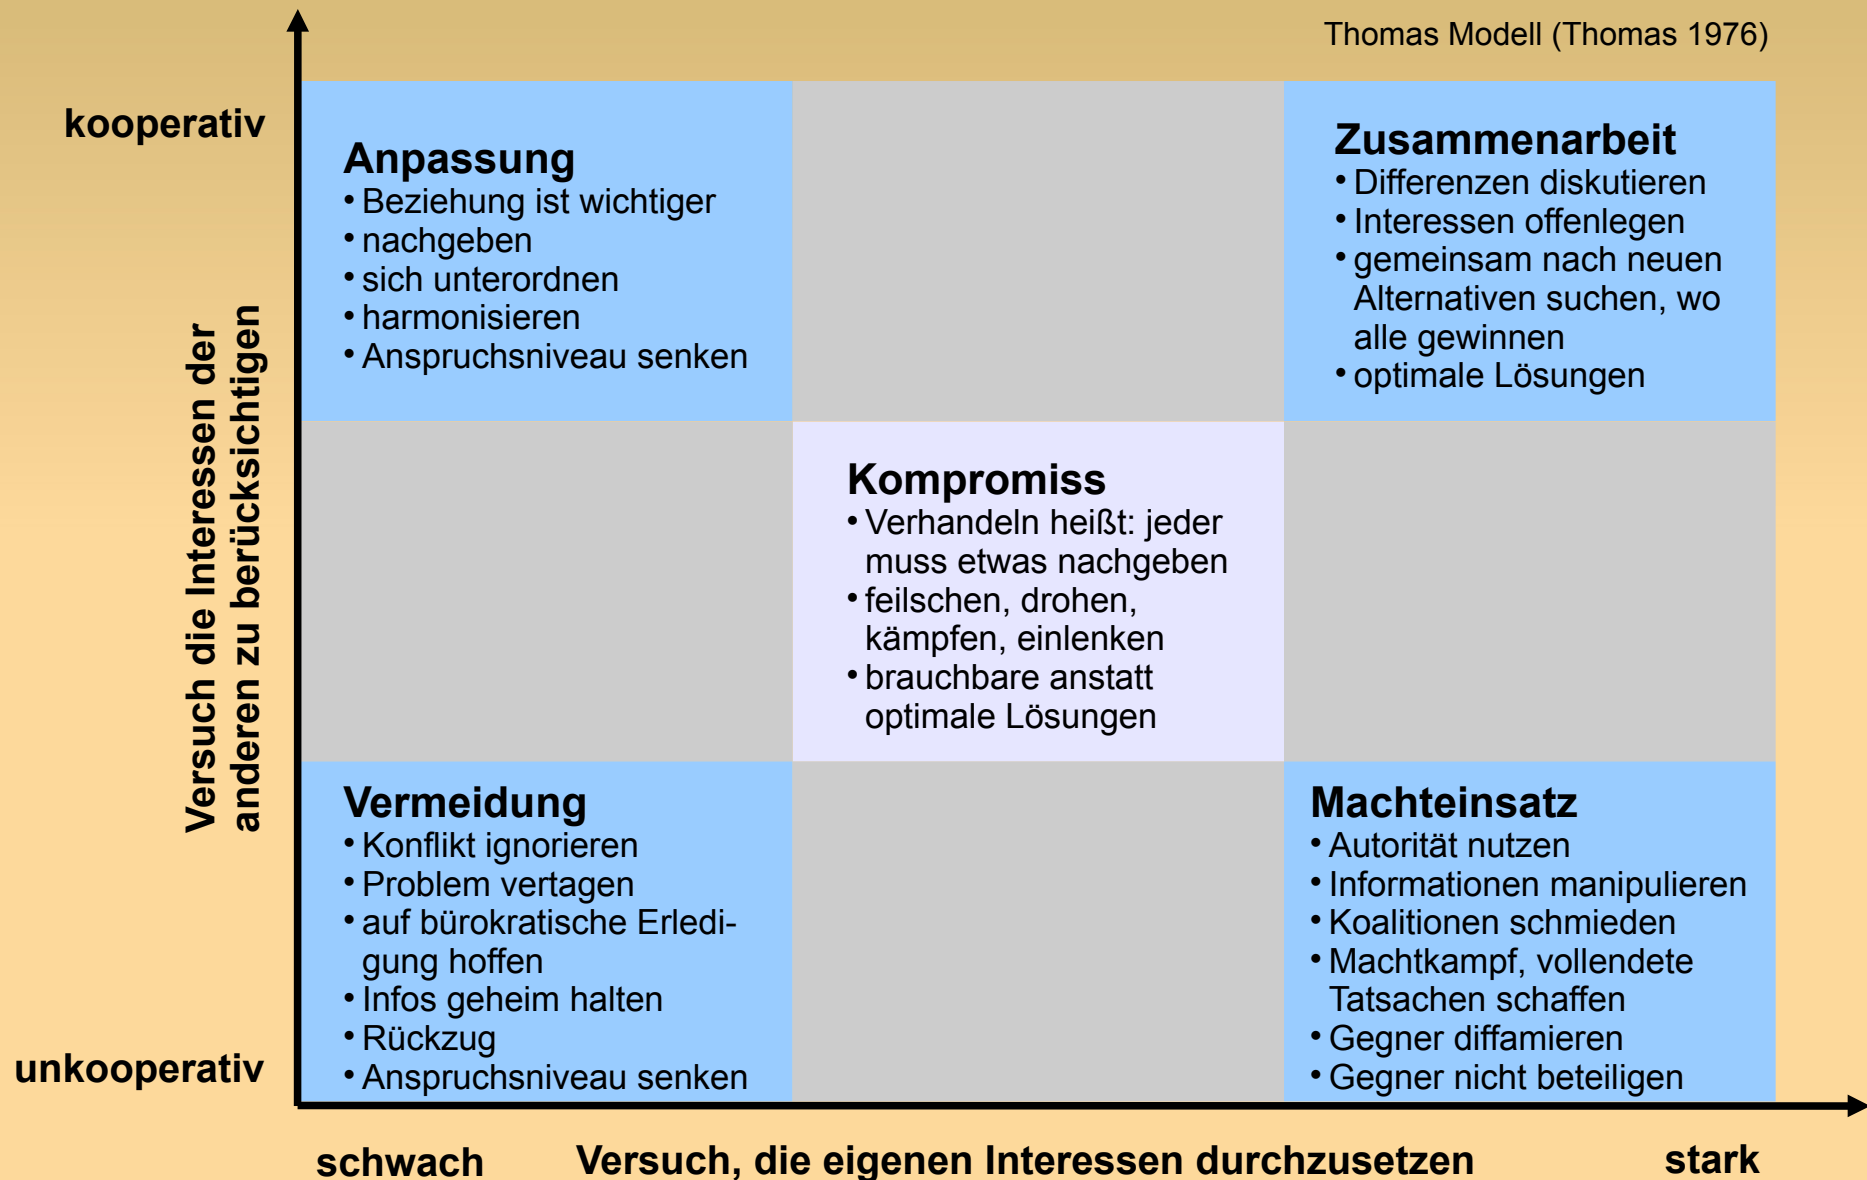 Thomas Modell (Thomas 1976)
kooperativ
Anpassung
• Beziehung ist wichtiger
• nachgeben
• sich unterordnen
• harmonisieren
• Anspruchsniveau senken
Zusammenarbeit
• Differenzen diskutieren
• Interessen offenlegen
• gemeinsam nach neuen
Alternativen suchen, wo
alle gewinnen
• optimale Lösungen
Versuch die Interessen der
anderen zu berücksichtigen
Kompromiss
• Verhandeln heißt: jeder
muss etwas nachgeben
• feilschen, drohen,
kämpfen, einlenken
• brauchbare anstatt
optimale Lösungen
Vermeidung
• Konflikt ignorieren
• Problem vertagen
• auf bürokratische Erledi-
gung hoffen
• Infos geheim halten
• Rückzug
• Anspruchsniveau senken
Machteinsatz
• Autorität nutzen
• Informationen manipulieren
• Koalitionen schmieden
• Machtkampf, vollendete
Tatsachen schaffen
• Gegner diffamieren
• Gegner nicht beteiligen
unkooperativ
schwach
Versuch, die eigenen Interessen durchzusetzen
stark